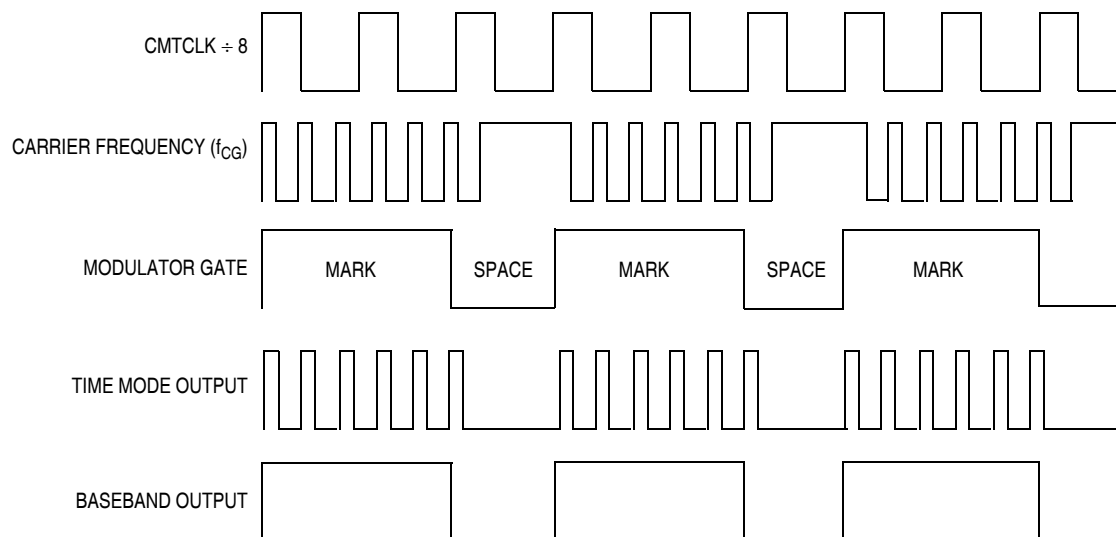 CMTCLK ÷ 8
CARRIER FREQUENCY (fCG)
MODULATOR GATE
MARK SPACE MARK SPACE MARK
TIME MODE OUTPUT
BASEBAND OUTPUT